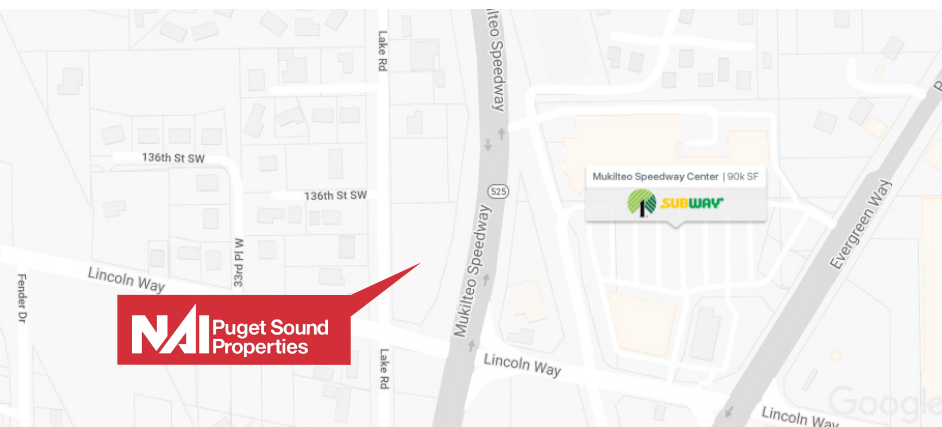 Mukilteo Speedway
Lake Rd
136th St SW
136th St SW
525
Mukilteo Speedway Center | 90k SF
1
SUBWAY
Evergreen Way
33rd Pl W
Lincoln Way
Fender Dr
Mukilteo Speedway
NAI Puget Sound
Properties
Lake Rd
Lincoln Way
Lincoln Way
Google